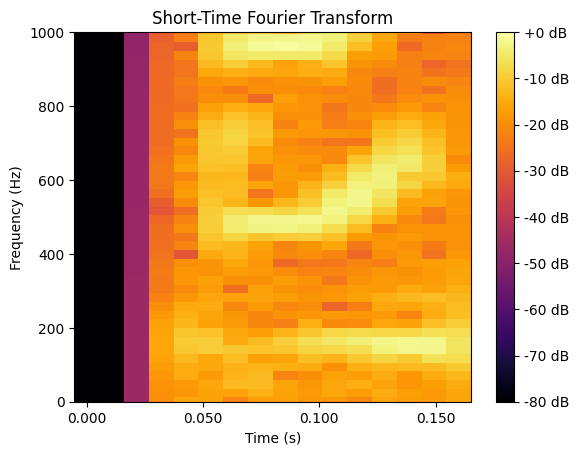 Short-Time Fourier Transform
1000
800
600
400
200
0
Frequency (Hz)
0.000
0.050
0.100
0.150
Time (s)
+0 dB
-10 dB
-20 dB
-30 dB
-40 dB
-50 dB
-60 dB
-70 dB
-80 dB